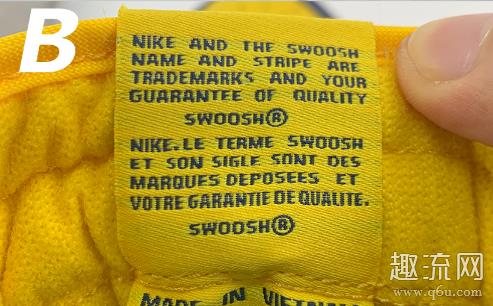 B
NIKE AND THE SWOOSH
NAME AND STRIPE ARE
TRADEMARKS AND YOUR
GUARANTEE OF QUALITY
SWOOSH®
NIKE.LE TERME SWOOSH
ET SON SIGLE SONT DES
MARQUES DEPOSEES ET
VOTRE GARANTIE DE QUALITE.
SWOOSH®
MADE IN VIETNAM
趣流网
www.q6u.com